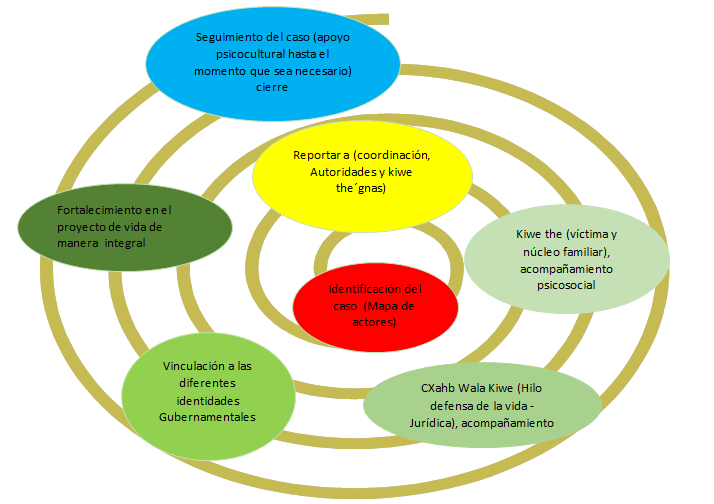 Seguimiento del caso (apoyo
psicocultural hasta el
momento que sea necesario)
cierre
Reportar a (coordinación,
Autoridades y kiwe
the´gnas)
Fortalecimiento en el
proyecto de vida de
manera integral
Kiwe the (víctima y
núcleo familiar),
acompañamiento
psicosocial
Identificación del
caso (Mapa de
actores)
Vinculación a las
diferentes
identidades
Gubernamentales
CXahb Wala Kiwe (Hilo
defensa de la vida -
Jurídica), acompañamiento